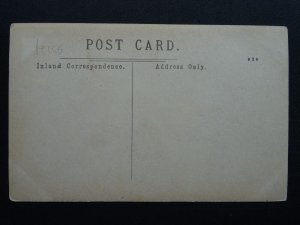 POST CARD.
Inland Correspondence.
Address Only.